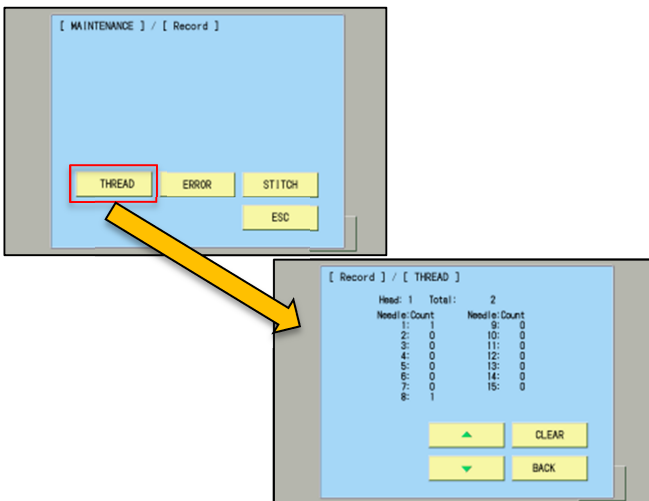 [ MAINTENANCE ] / [ Record ]
THREAD ERROR STITCH
ESC
[ Record ] / [ THREAD ]
Head: 1 Total: 2
Needle:Count Needle:Count
1: 1 9: 0
2: 0 10: 0
3: 0 11: 0
4: 0 12: 0
5: 0 13: 0
6: 0 14: 0
7: 0 15: 0
8: 1
CLEAR
BACK